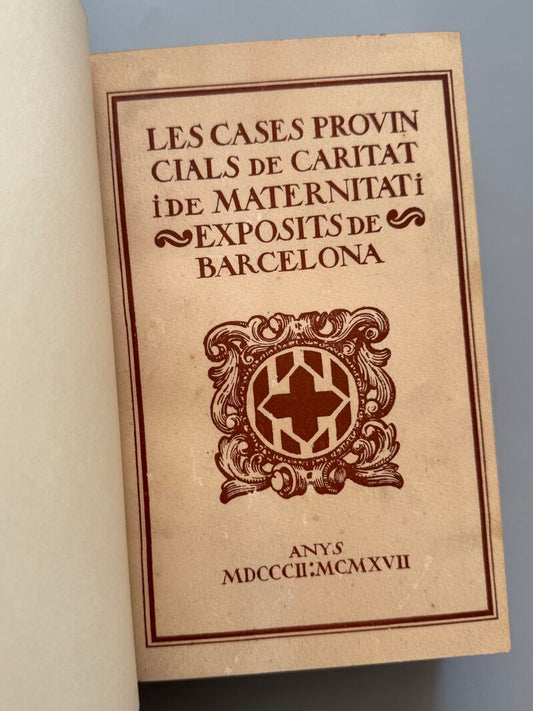 LES CASES PROVIN
CIALS DE CARITAT
i DE MATERNITAT i
EXPOSITS DE
BARCELONA
ANYS
MDCCCII:MCMXVII